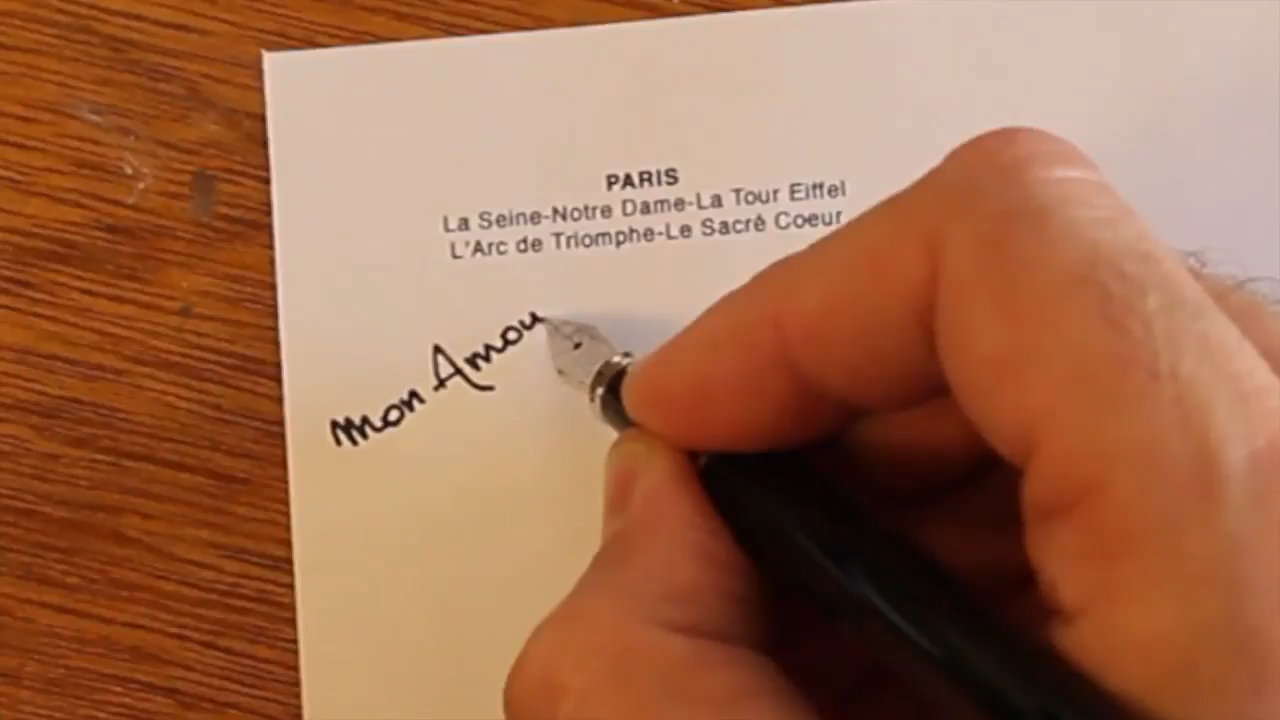 PARIS
La Seine-Notre Dame-La Tour Eiffel
L'Arc de Triomphe-Le Sacré Coeur
mon Amou